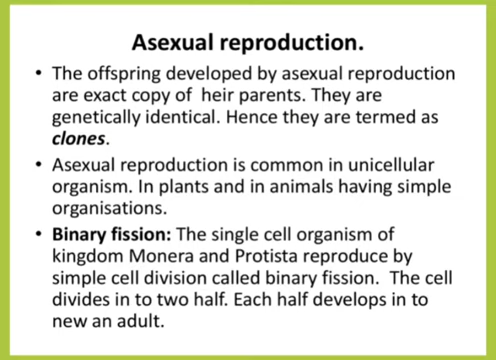 Asexual reproduction.
• The offspring developed by asexual reproduction
are exact copy of heir parents. They are
genetically identical. Hence they are termed as
clones.
• Asexual reproduction is common in unicellular
organism. In plants and in animals having simple
organisations.
• Binary fission: The single cell organism of
kingdom Monera and Protista reproduce by
simple cell division called binary fission. The cell
divides in to two half. Each half develops in to
new an adult.